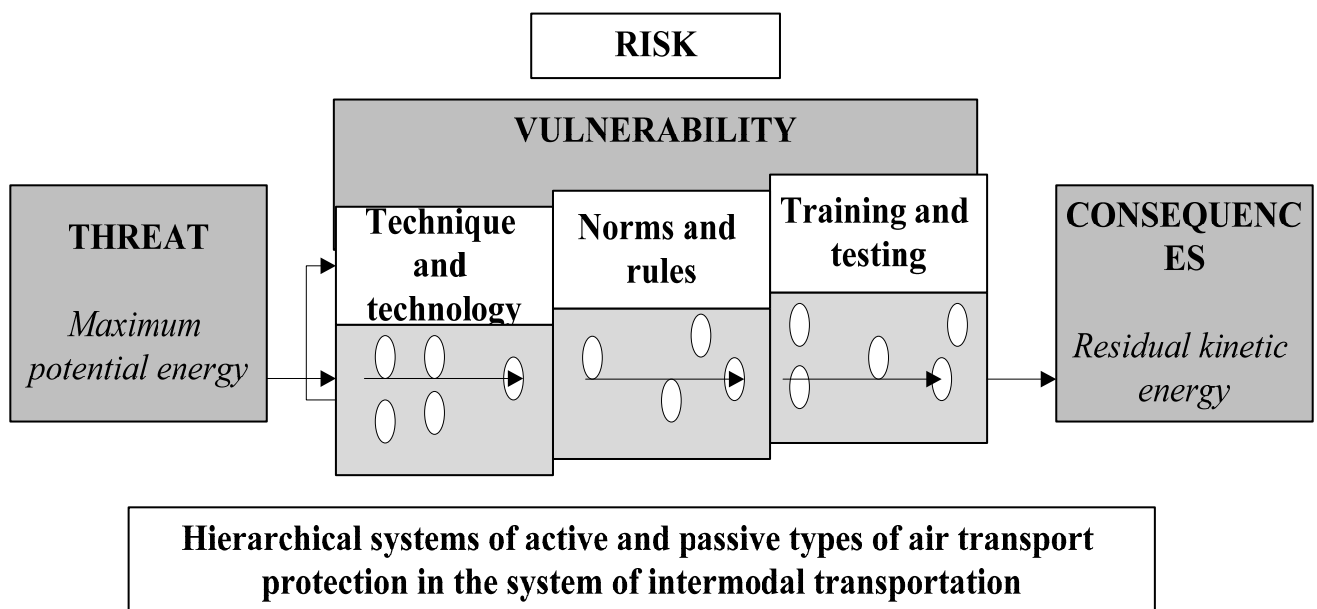 RISK
VULNERABILITY
THREAT
Maximum
potential energy
Technique
and
technology
Norms and
rules
Training and
testing
CONSEQUENC
ES
Residual kinetic
energy
Hierarchical systems of active and passive types of air transport
protection in the system of intermodal transportation